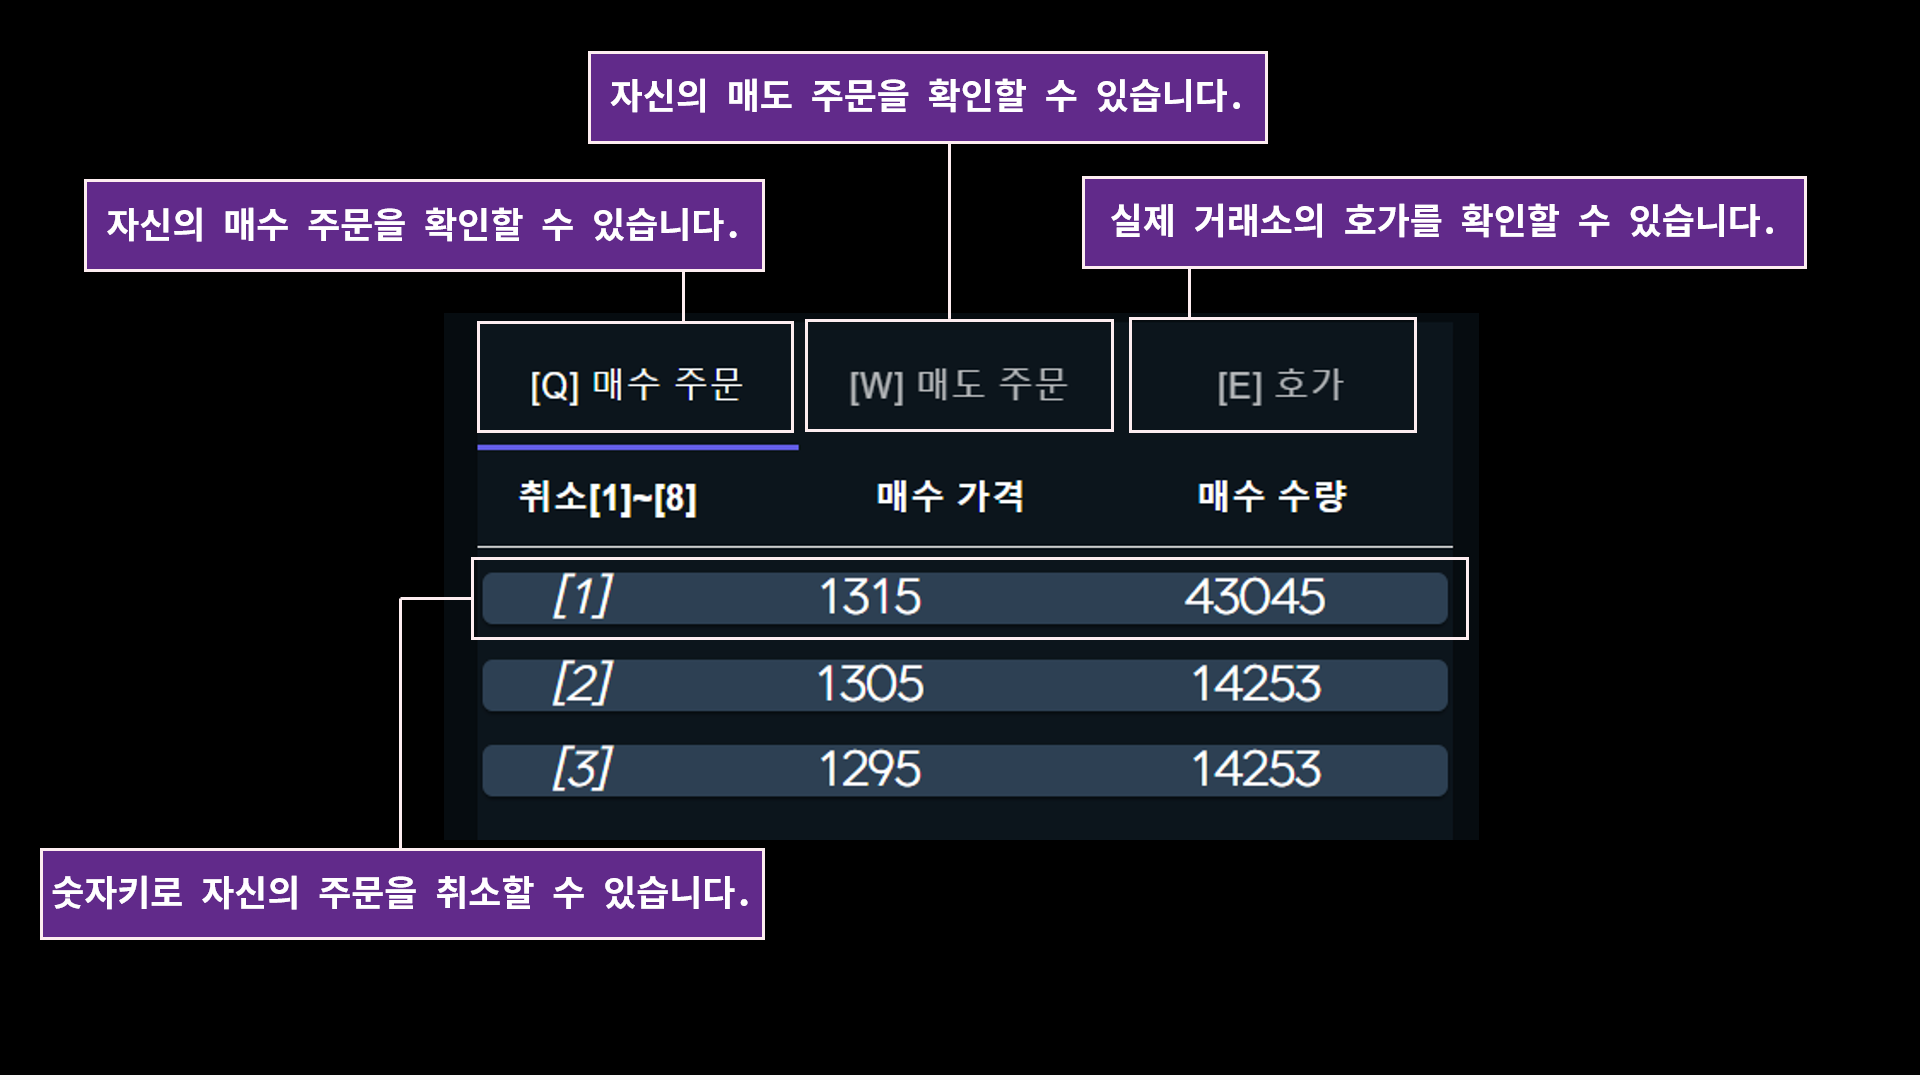 자신의 매도 주문을 확인할 수 있습니다.
자신의 매수 주문을 확인할 수 있습니다.
실제 거래소의 호가를 확인할 수 있습니다.
[Q] 매수 주문 [W] 매도 주문 [E] 호가
취소[1]~[8] 매수 가격 매수 수량
[1] 1315 43045
[2] 1305 14253
[3] 1295 14253
숫자키로 자신의 주문을 취소할 수 있습니다.